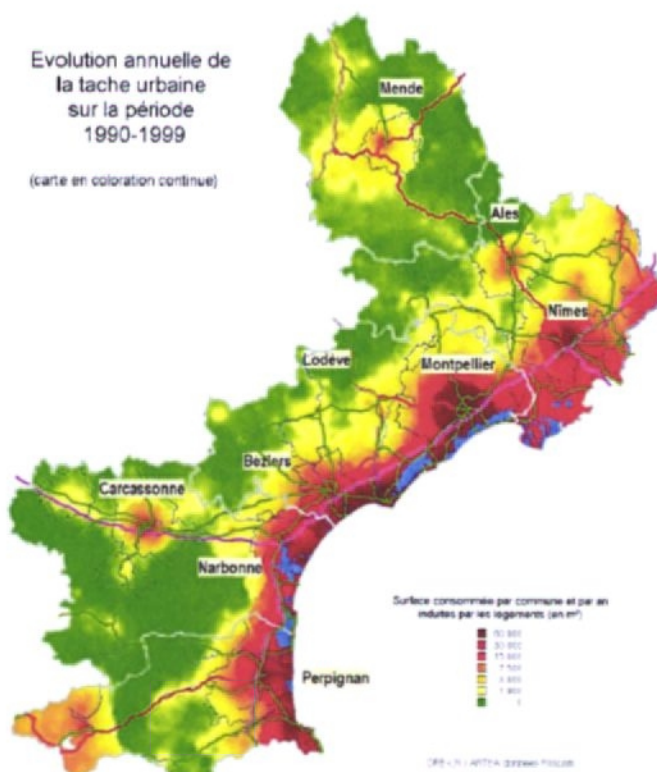 Evolution annuelle de
la tache urbaine
sur la période
1990-1999
(carte en coloration continue)
Mende
Ales
Nîmes
Lodève
Montpellier
Beziers
Carcassonne
Narbonne
Perpignan
Surface consommée par commune et par an
induites par les logements (en m²)